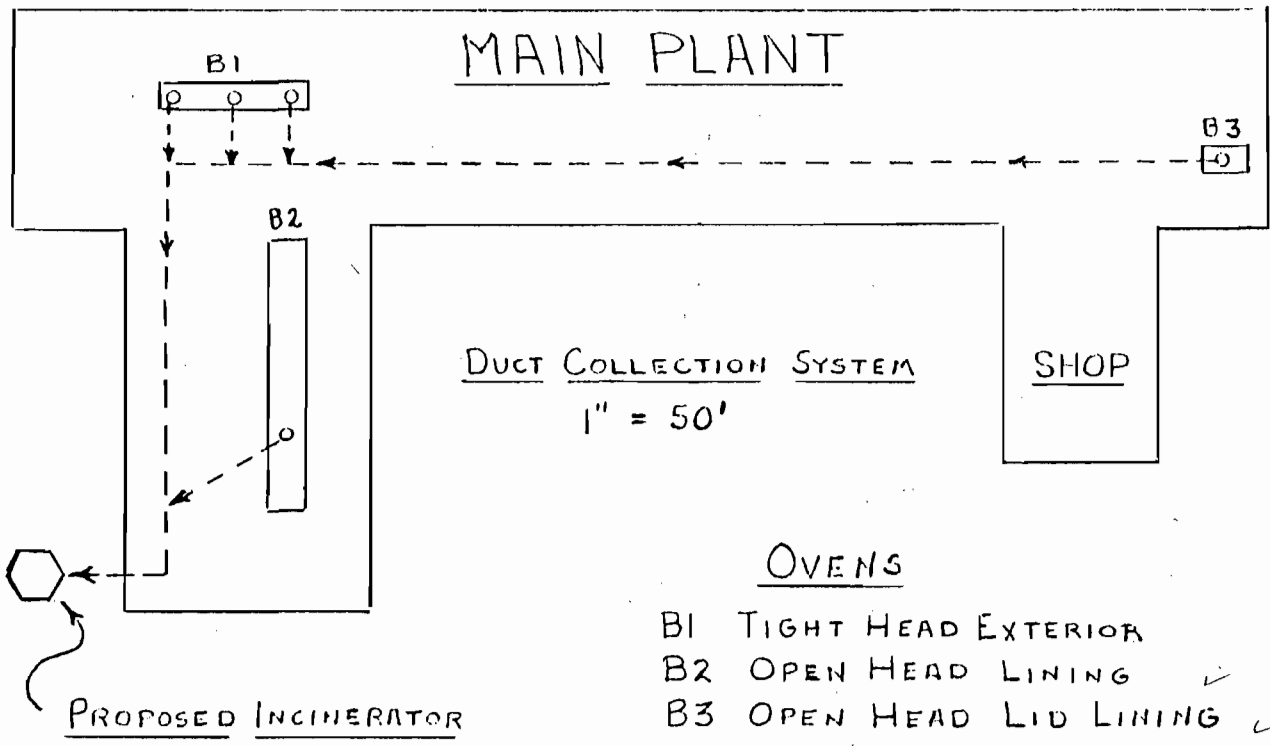 MAIN PLANT
B1
B3
B2
DUCT COLLECTION SYSTEM
1" = 50'
SHOP
OVENS
B1 TIGHT HEAD EXTERIOR
B2 OPEN HEAD LINING ✓
B3 OPEN HEAD LID LINING ✓
PROPOSED INCINERATOR